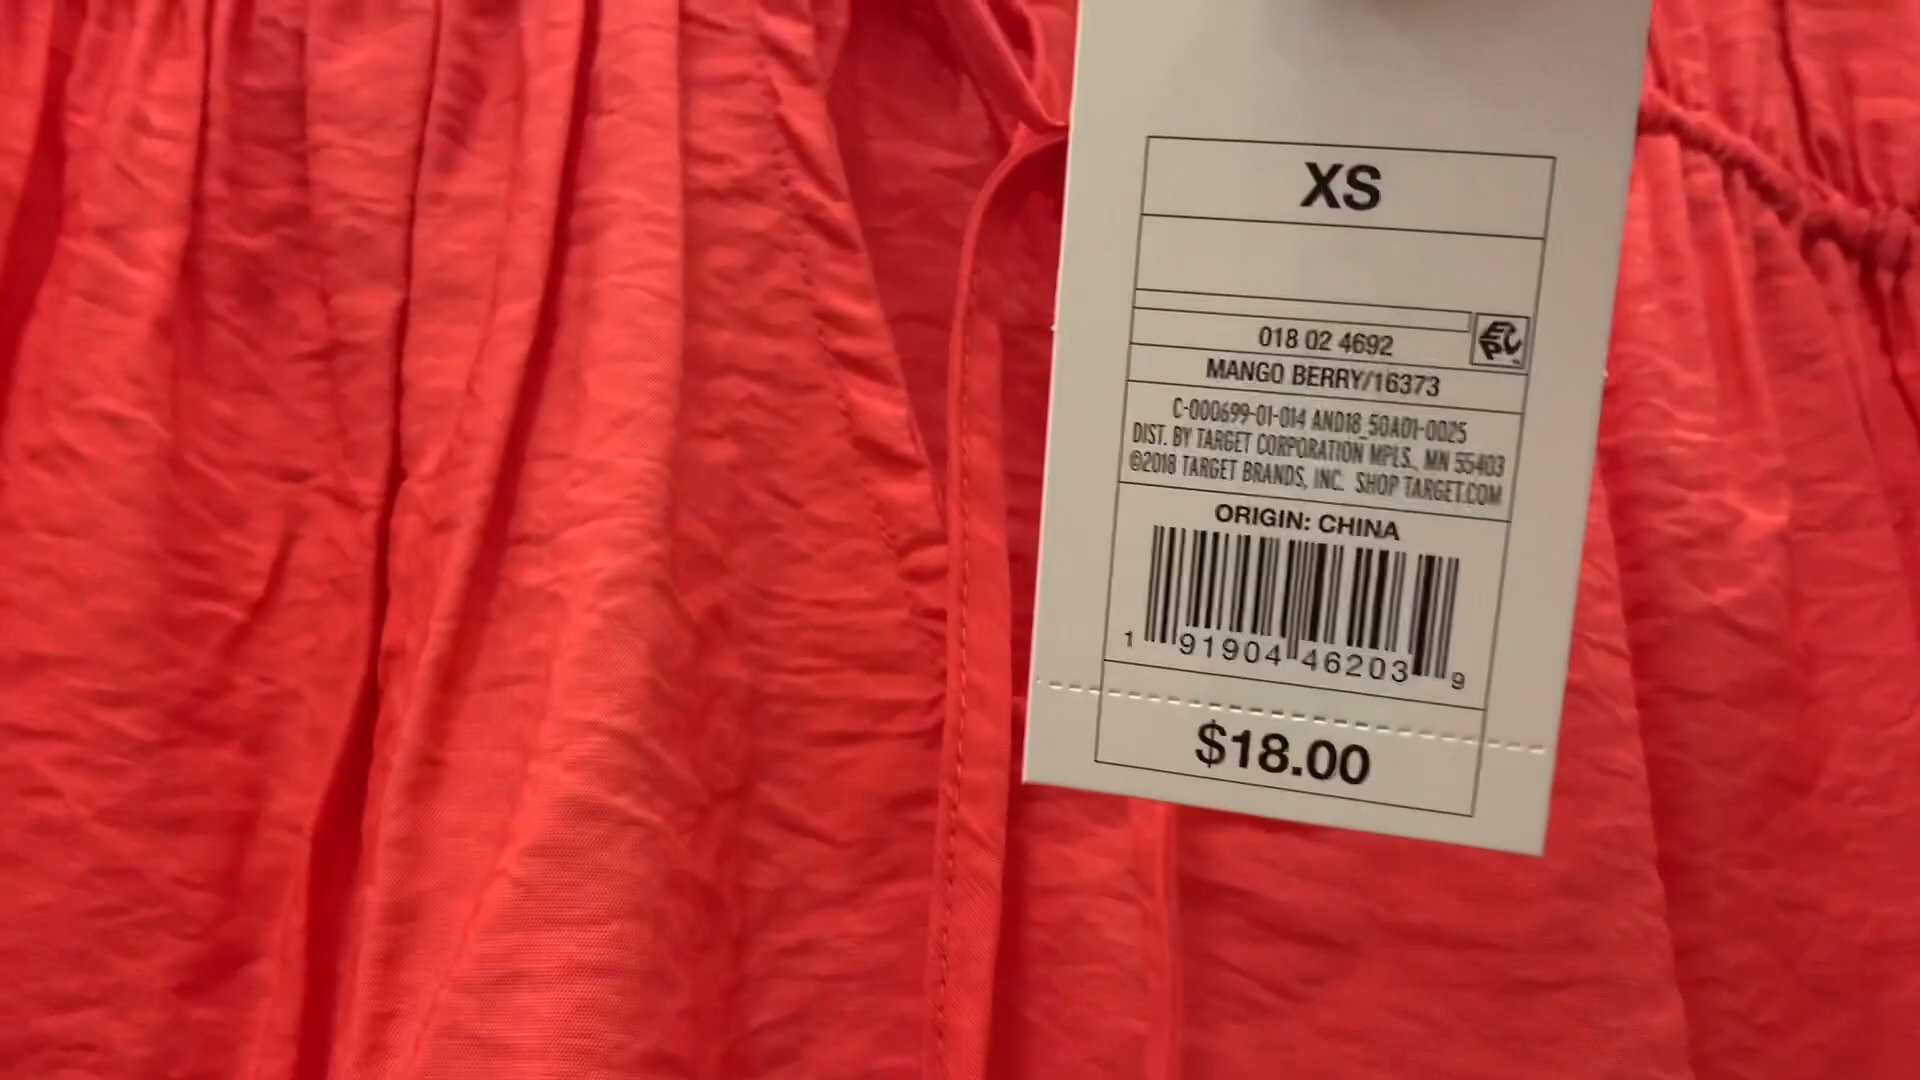 XS
018 02 4692
EPC
MANGO BERRY/16373
C-000699-01-014 AND18_50A01-0025
DIST. BY TARGET CORPORATION MPLS., MN 55403
©2018 TARGET BRANDS, INC. SHOP TARGET.COM
ORIGIN: CHINA
1 91904 46203 9
$18.00